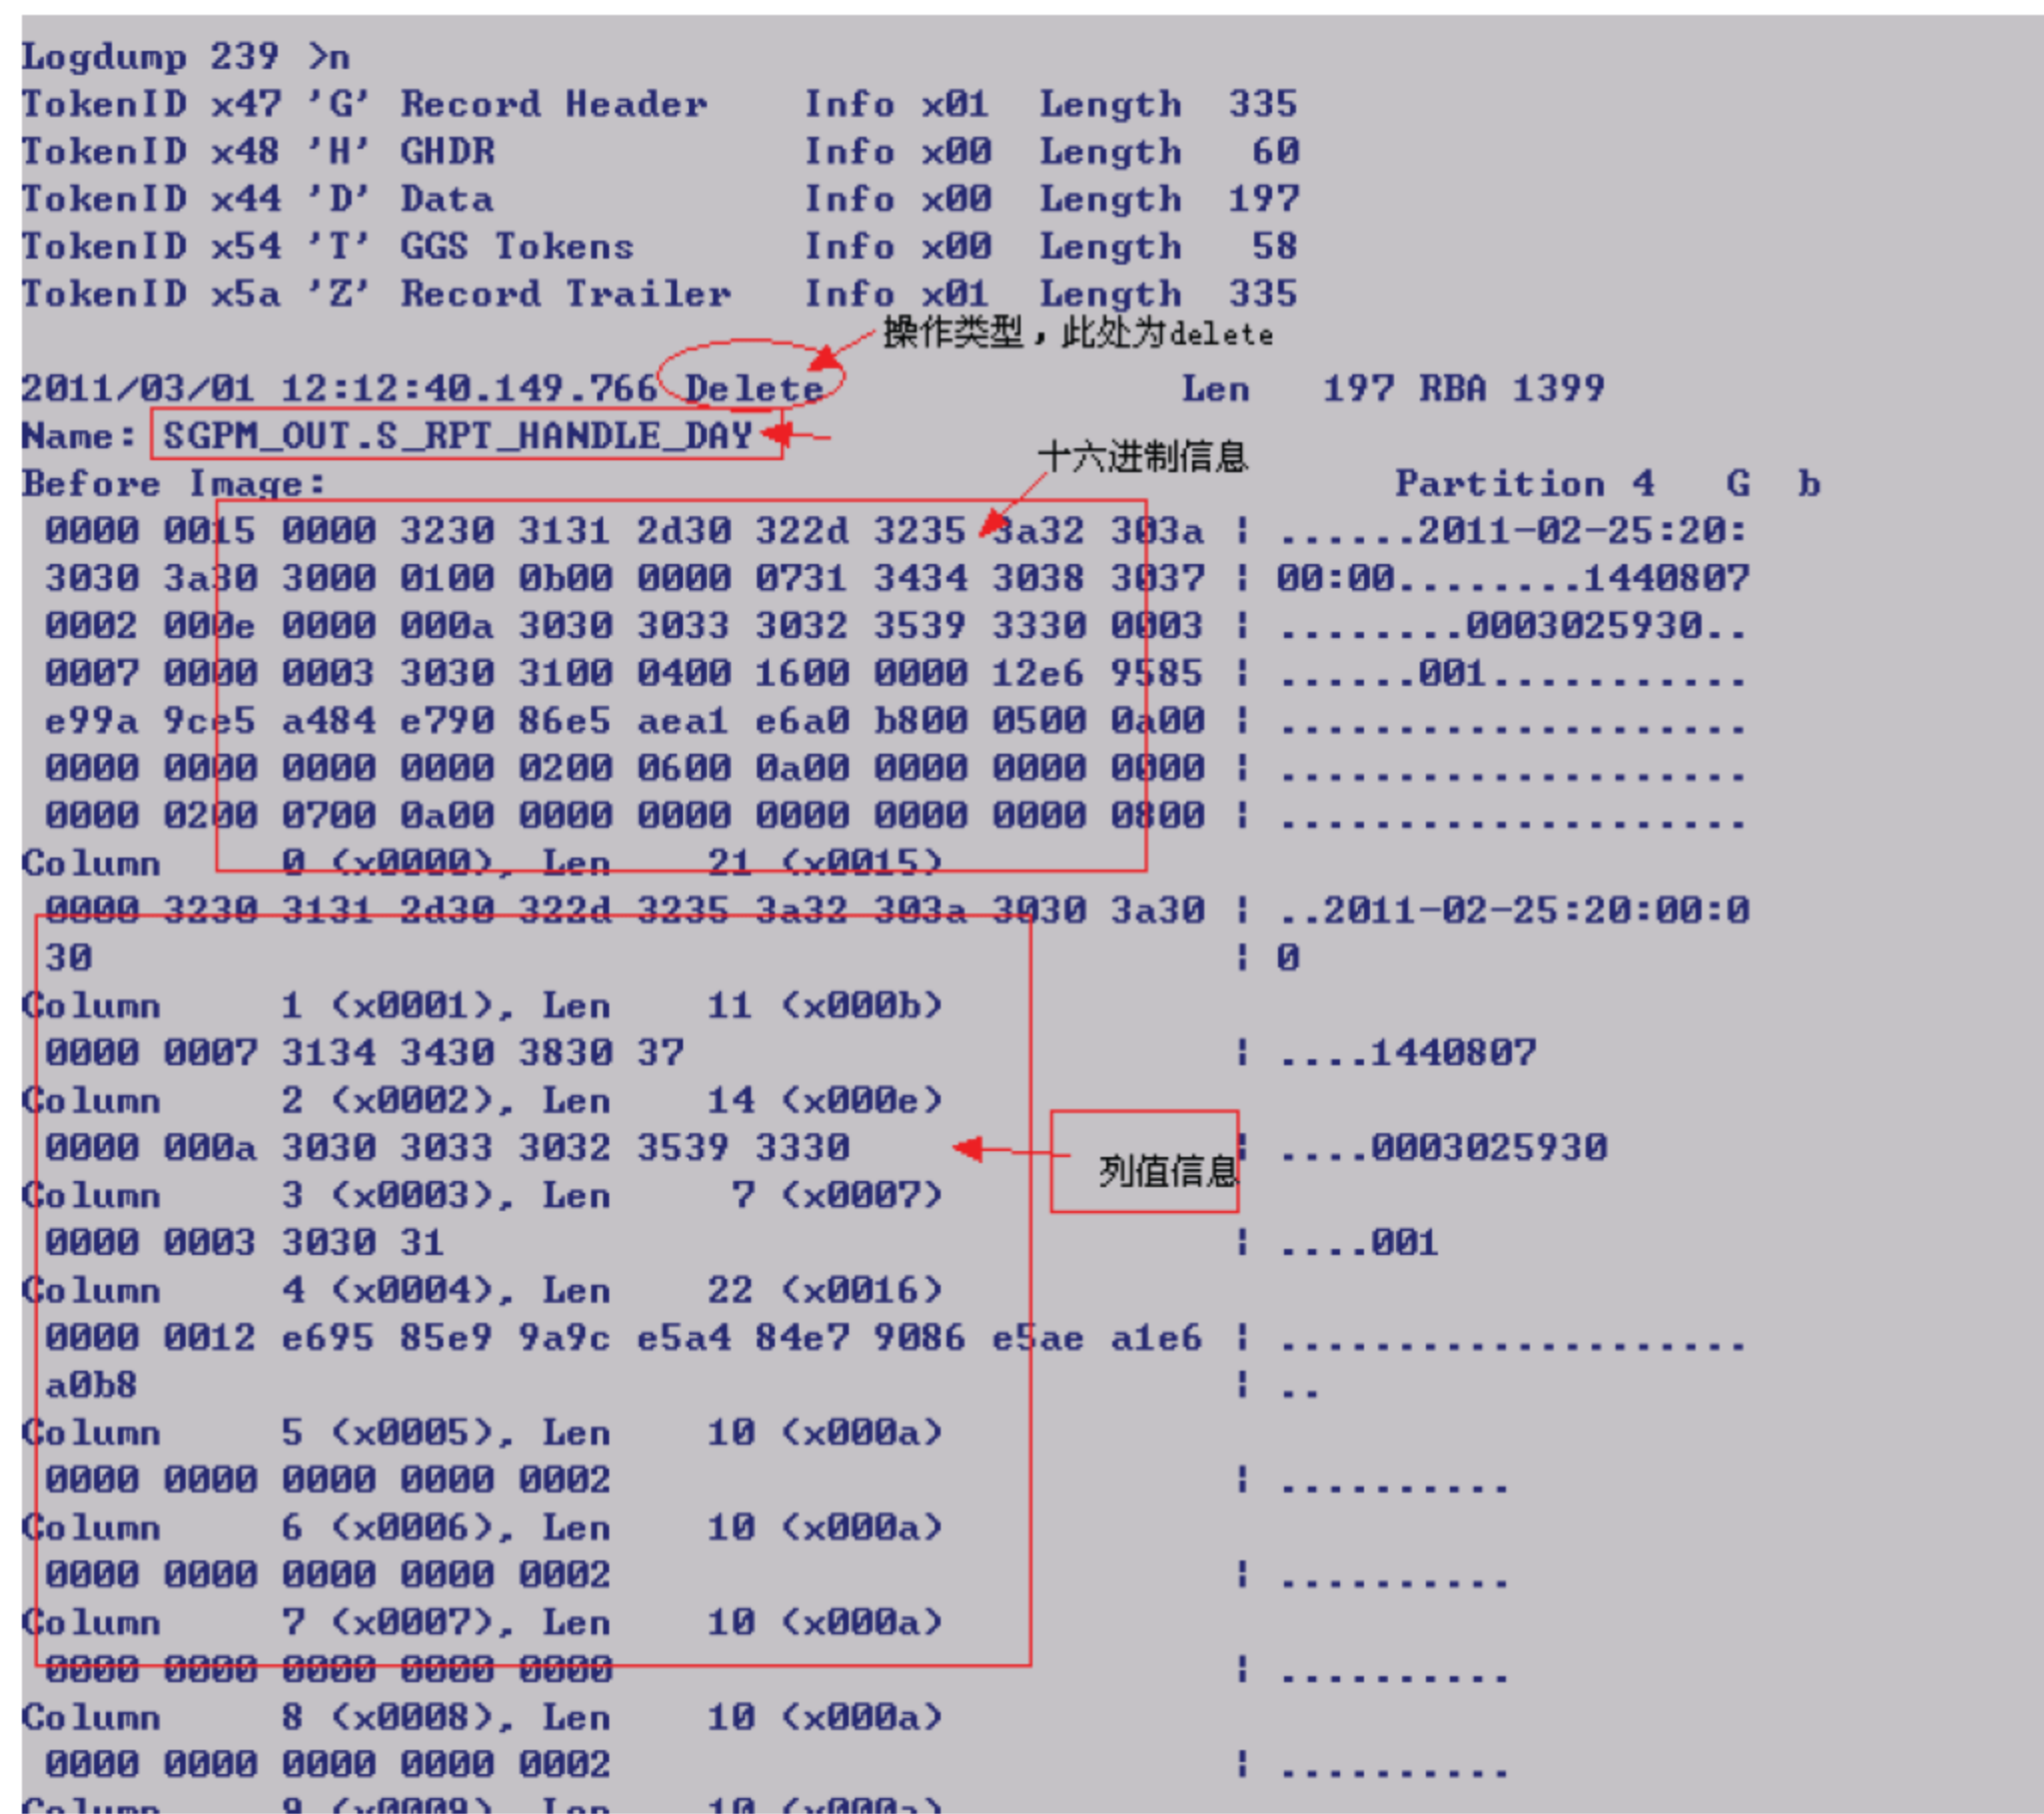 Logdump 239 >n
TokenID x47 'G' Record Header Info x01 Length 335
TokenID x48 'H' GHDR Info x00 Length 60
TokenID x44 'D' Data Info x00 Length 197
TokenID x54 'T' GGS Tokens Info x00 Length 58
TokenID x5a 'Z' Record Trailer Info x01 Length 335
操作类型，此处为delete
2011/03/01 12:12:40.149.766 Delete Len 197 RBA 1399
Name: SGPM_OUT.S_RPT_HANDLE_DAY
十六进制信息
Before Image: Partition 4 G b
0000 0015 0000 3230 3131 2d30 322d 3235 3a32 303a | ......2011-02-25:20:
3030 3a30 3000 0100 0b00 0000 0731 3434 3038 3037 | 00:00........1440807
0002 000e 0000 000a 3030 3033 3032 3539 3330 0003 | ........0003025930..
0007 0000 0003 3030 3100 0400 1600 0000 12e6 9585 | ......001...........
e99a 9ce5 a484 e790 86e5 aea1 e6a0 b800 0500 0a00 | ....................
0000 0000 0000 0000 0200 0600 0a00 0000 0000 0000 | ....................
0000 0200 0700 0a00 0000 0000 0000 0000 0000 0800 | ....................
Column 0 (x0000), Len 21 (x0015)
0000 3230 3131 2d30 322d 3235 3a32 303a 3030 3a30 | ..2011-02-25:20:00:0
30 | 0
Column 1 (x0001), Len 11 (x000b)
0000 0007 3134 3430 3830 37 | ....1440807
Column 2 (x0002), Len 14 (x000e)
0000 000a 3030 3033 3032 3539 3330 | ....0003025930
列值信息
Column 3 (x0003), Len 7 (x0007)
0000 0003 3030 31 | ....001
Column 4 (x0004), Len 22 (x0016)
0000 0012 e695 85e9 9a9c e5a4 84e7 9086 e5ae a1e6 | ....................
a0b8 | ..
Column 5 (x0005), Len 10 (x000a)
0000 0000 0000 0000 0002 | ..........
Column 6 (x0006), Len 10 (x000a)
0000 0000 0000 0000 0002 | ..........
Column 7 (x0007), Len 10 (x000a)
0000 0000 0000 0000 0000 | ..........
Column 8 (x0008), Len 10 (x000a)
0000 0000 0000 0000 0002 | ..........
Column 9 (x0009), Len 10 (x000a)